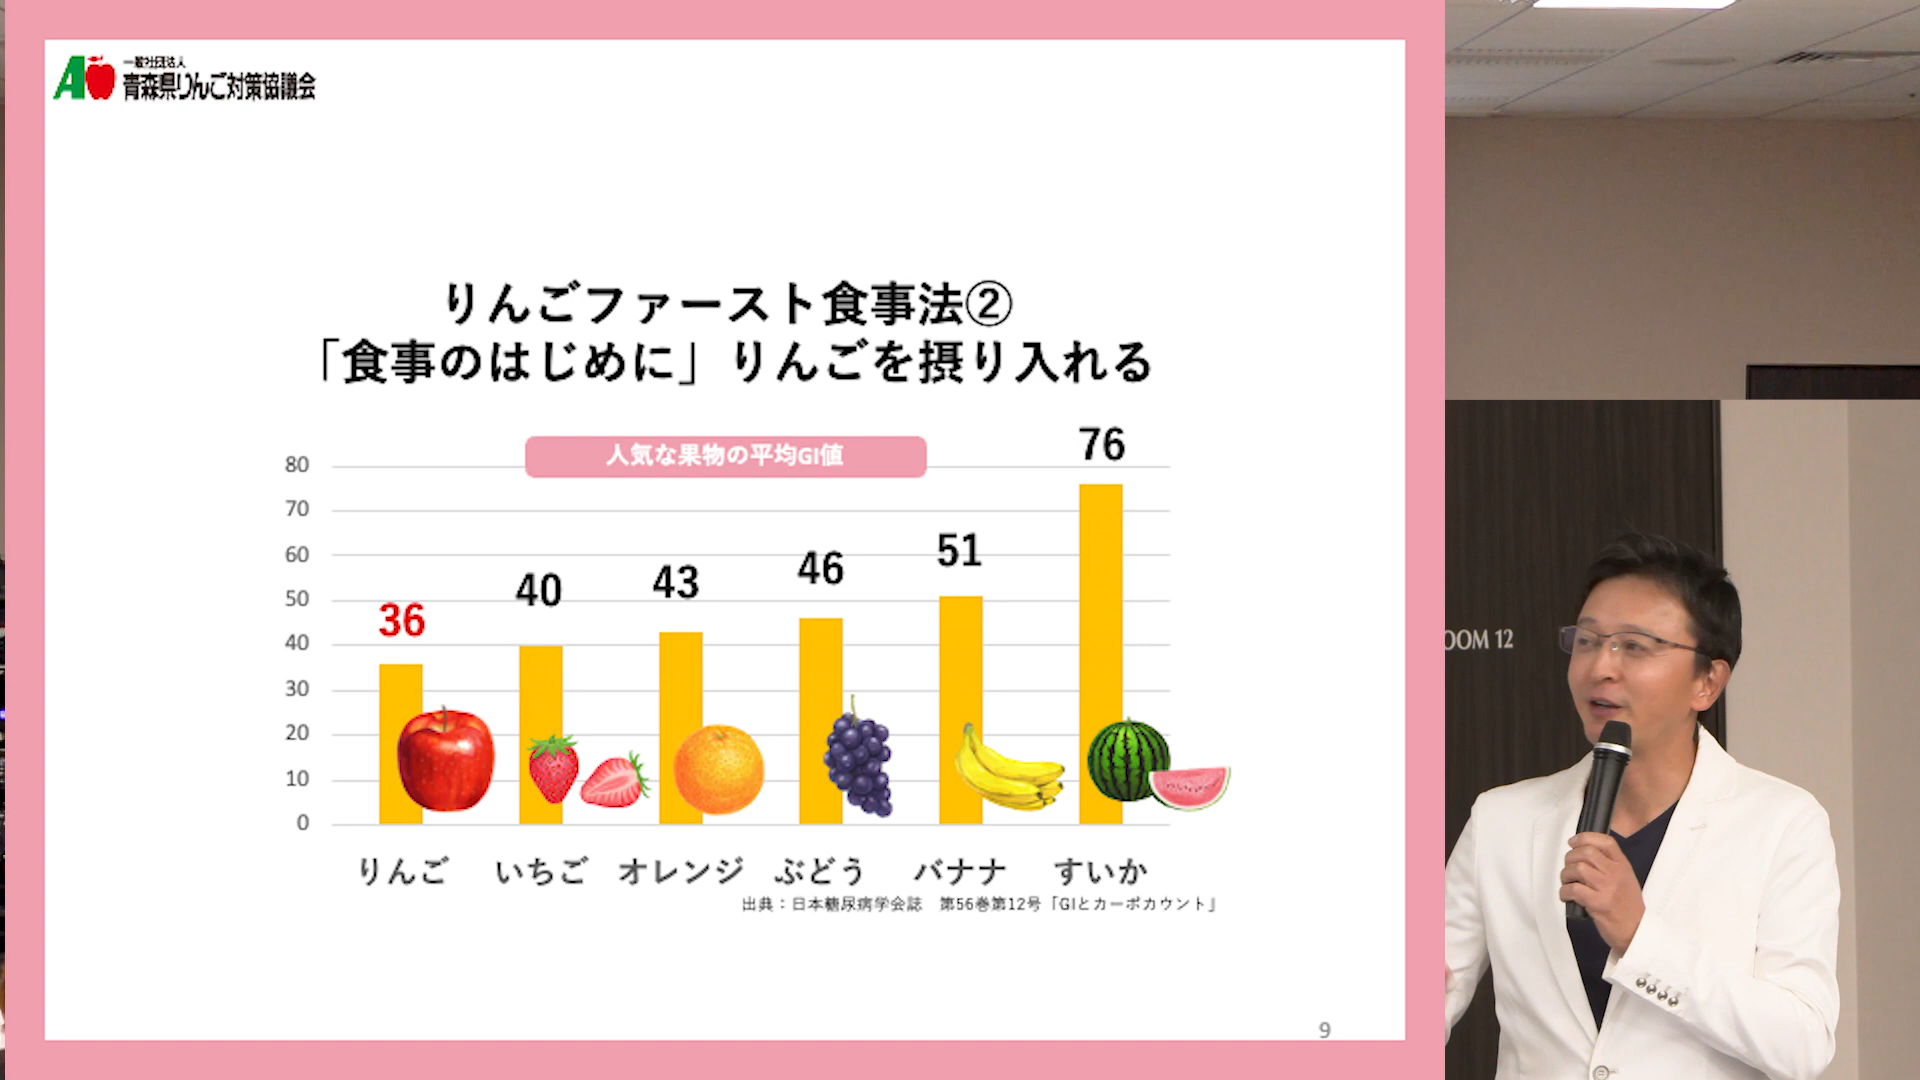 一般社団法人
青森県りんご対策協議会
りんごファースト食事法②
「食事のはじめに」りんごを摂り入れる
人気な果物の平均GI値
80
70
60
50
40
30
20
10
0
36
40
43
46
51
76
りんご
いちご
オレンジ
ぶどう
バナナ
すいか
出典：日本糖尿病学会誌　第56巻第12号「GIとカーボカウント」
9
OOM 12